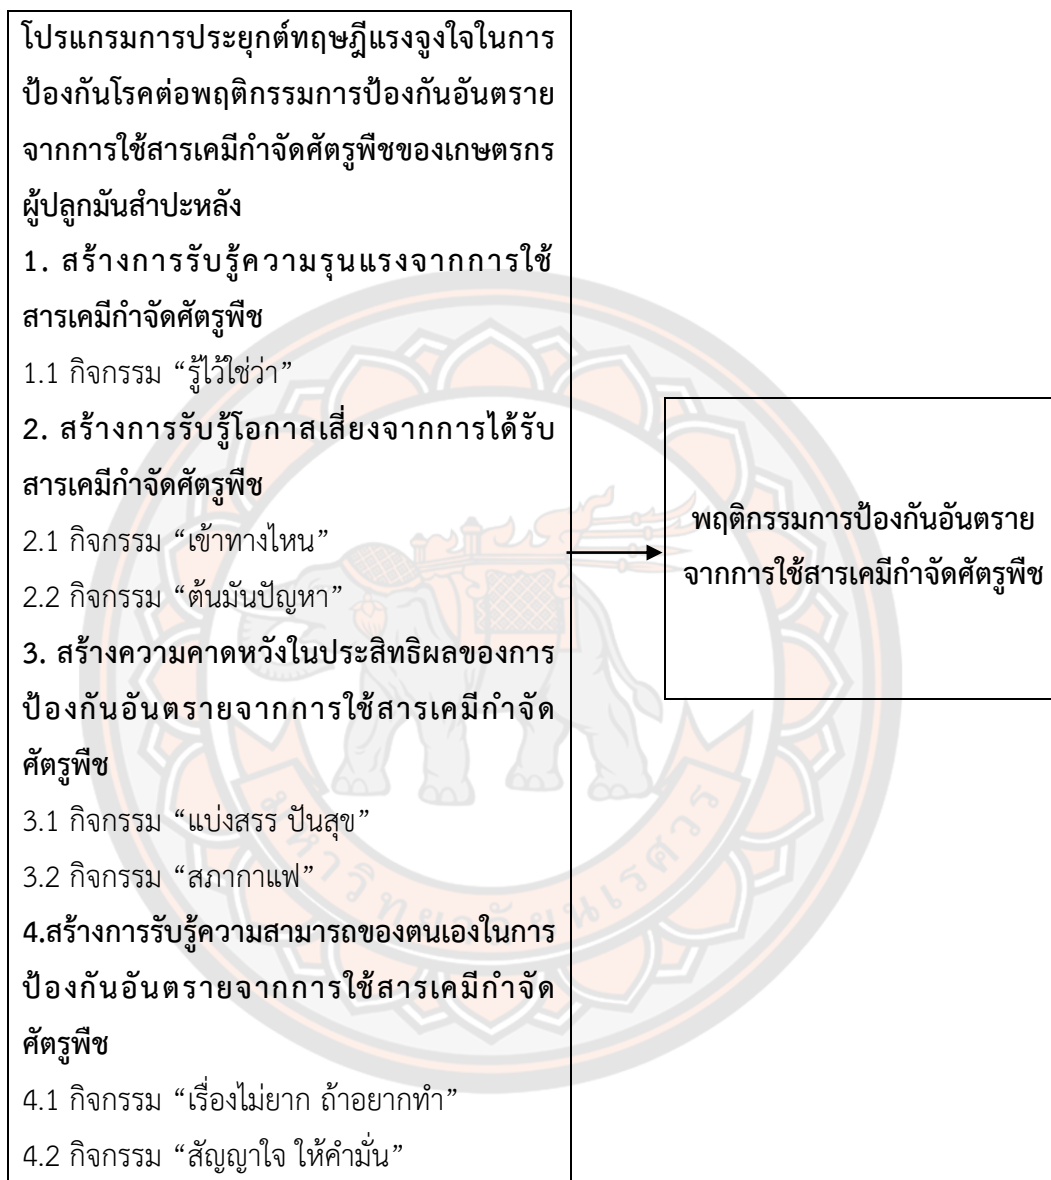 โปรแกรมการประยุกต์ทฤษฎีแรงจูงใจในการ
ป้องกันโรคต่อพฤติกรรมการป้องกันอันตราย
จากการใช้สารเคมีกำจัดศัตรูพืชของเกษตรกร
ผู้ปลูกมันสำปะหลัง
1. สร้างการรับรู้ความรุนแรงจากการใช้
สารเคมีกำจัดศัตรูพืช
1.1 กิจกรรม “รู้ไว้ใช่ว่า”
2. สร้างการรับรู้โอกาสเสี่ยงจากการได้รับ
สารเคมีกำจัดศัตรูพืช
2.1 กิจกรรม “เข้าทางไหน”
2.2 กิจกรรม “ต้นมันปัญหา”
3. สร้างความคาดหวังในประสิทธิผลของการ
ป้องกันอันตรายจากการใช้สารเคมีกำจัด
ศัตรูพืช
3.1 กิจกรรม “แบ่งสรร ปันสุข”
3.2 กิจกรรม “สภากาแฟ”
4.สร้างการรับรู้ความสามารถของตนเองในการ
ป้องกันอันตรายจากการใช้สารเคมีกำจัด
ศัตรูพืช
4.1 กิจกรรม “เรื่องไม่ยาก ถ้าอยากทำ”
4.2 กิจกรรม “สัญญาใจ ให้คำมั่น”
พฤติกรรมการป้องกันอันตราย
จากการใช้สารเคมีกำจัดศัตรูพืช
มหาวิทยาลัยนเรศวร